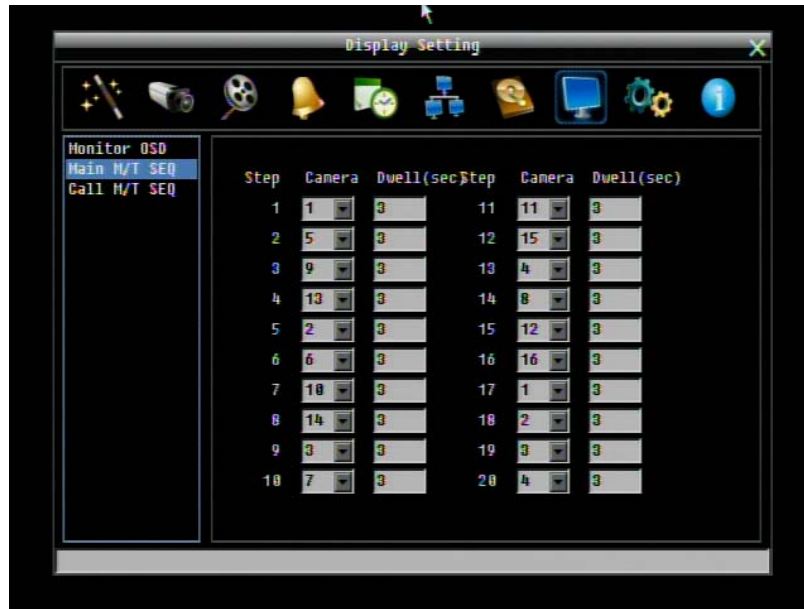 Display Setting
X
Monitor OSD
Main M/T SEQ
Call M/T SEQ
Step Camera Dwell(sec) Step Camera Dwell(sec)
1 1 3 11 11 3
2 5 3 12 15 3
3 9 3 13 4 3
4 13 3 14 8 3
5 2 3 15 12 3
6 6 3 16 16 3
7 10 3 17 1 3
8 14 3 18 2 3
9 3 3 19 3 3
10 7 3 20 4 3